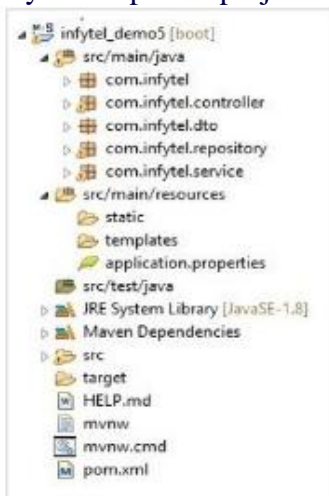 infytel_demo5 [boot]
src/main/java
com.infytel
com.infytel.controller
com.infytel.dto
com.infytel.repository
com.infytel.service
src/main/resources
static
templates
application.properties
src/test/java
JRE System Library [JavaSE-1.8]
Maven Dependencies
src
target
HELP.md
mvnw
mvnw.cmd
pom.xml